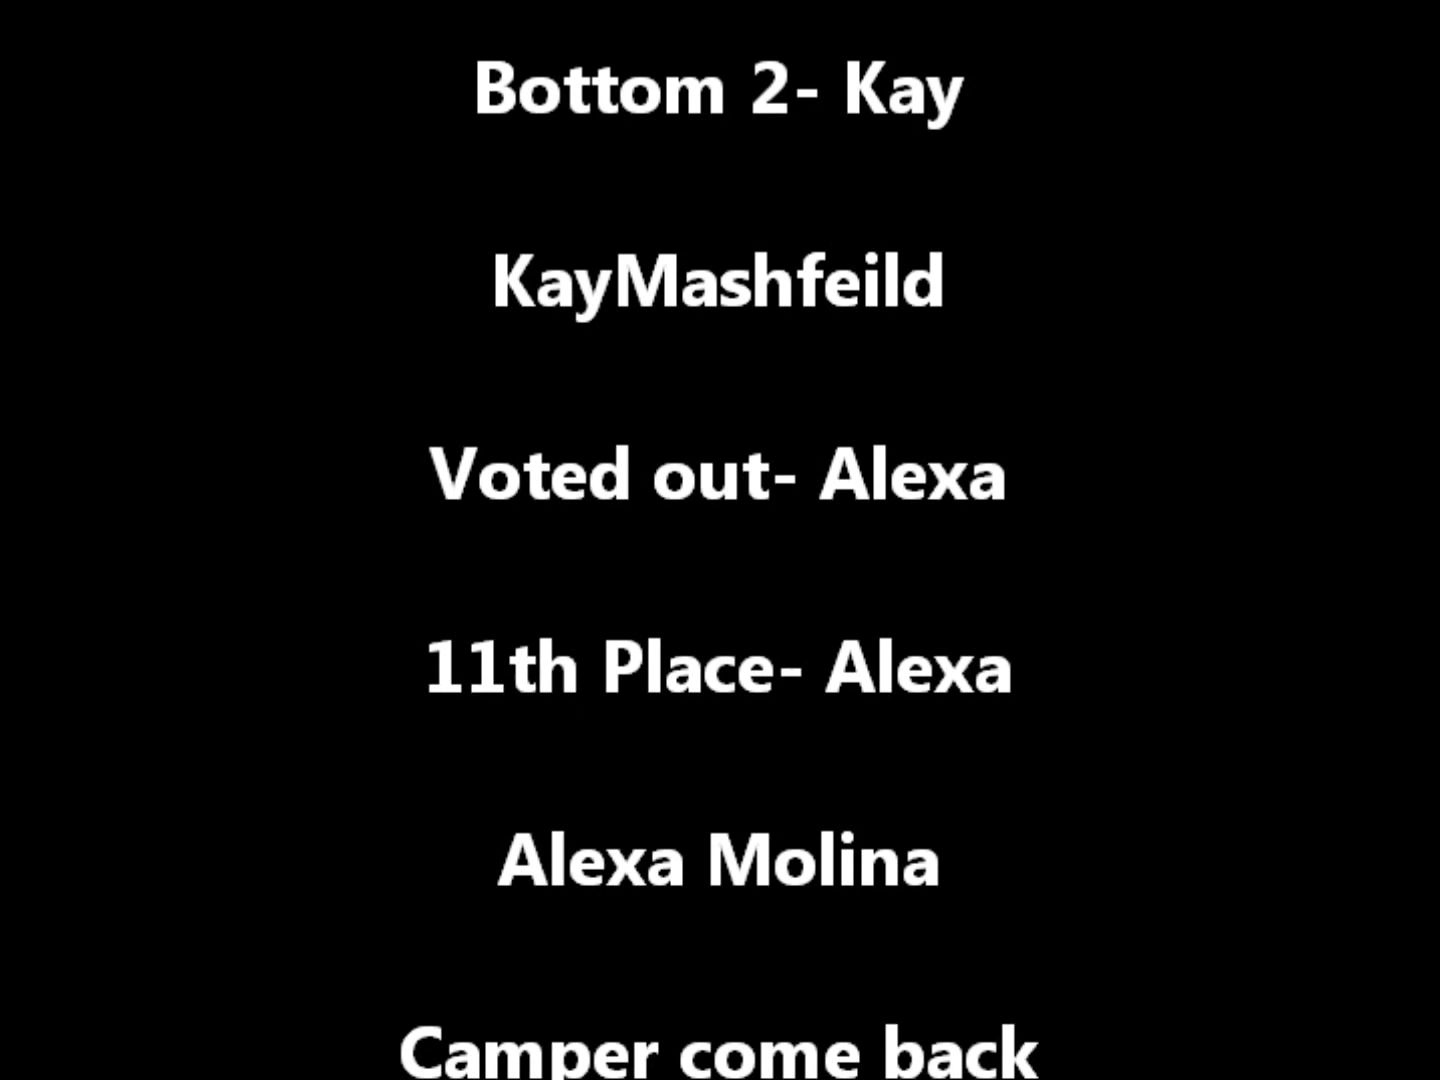 Bottom 2- Kay
KayMashfeild
Voted out- Alexa
11th Place- Alexa
Alexa Molina
Camper come back